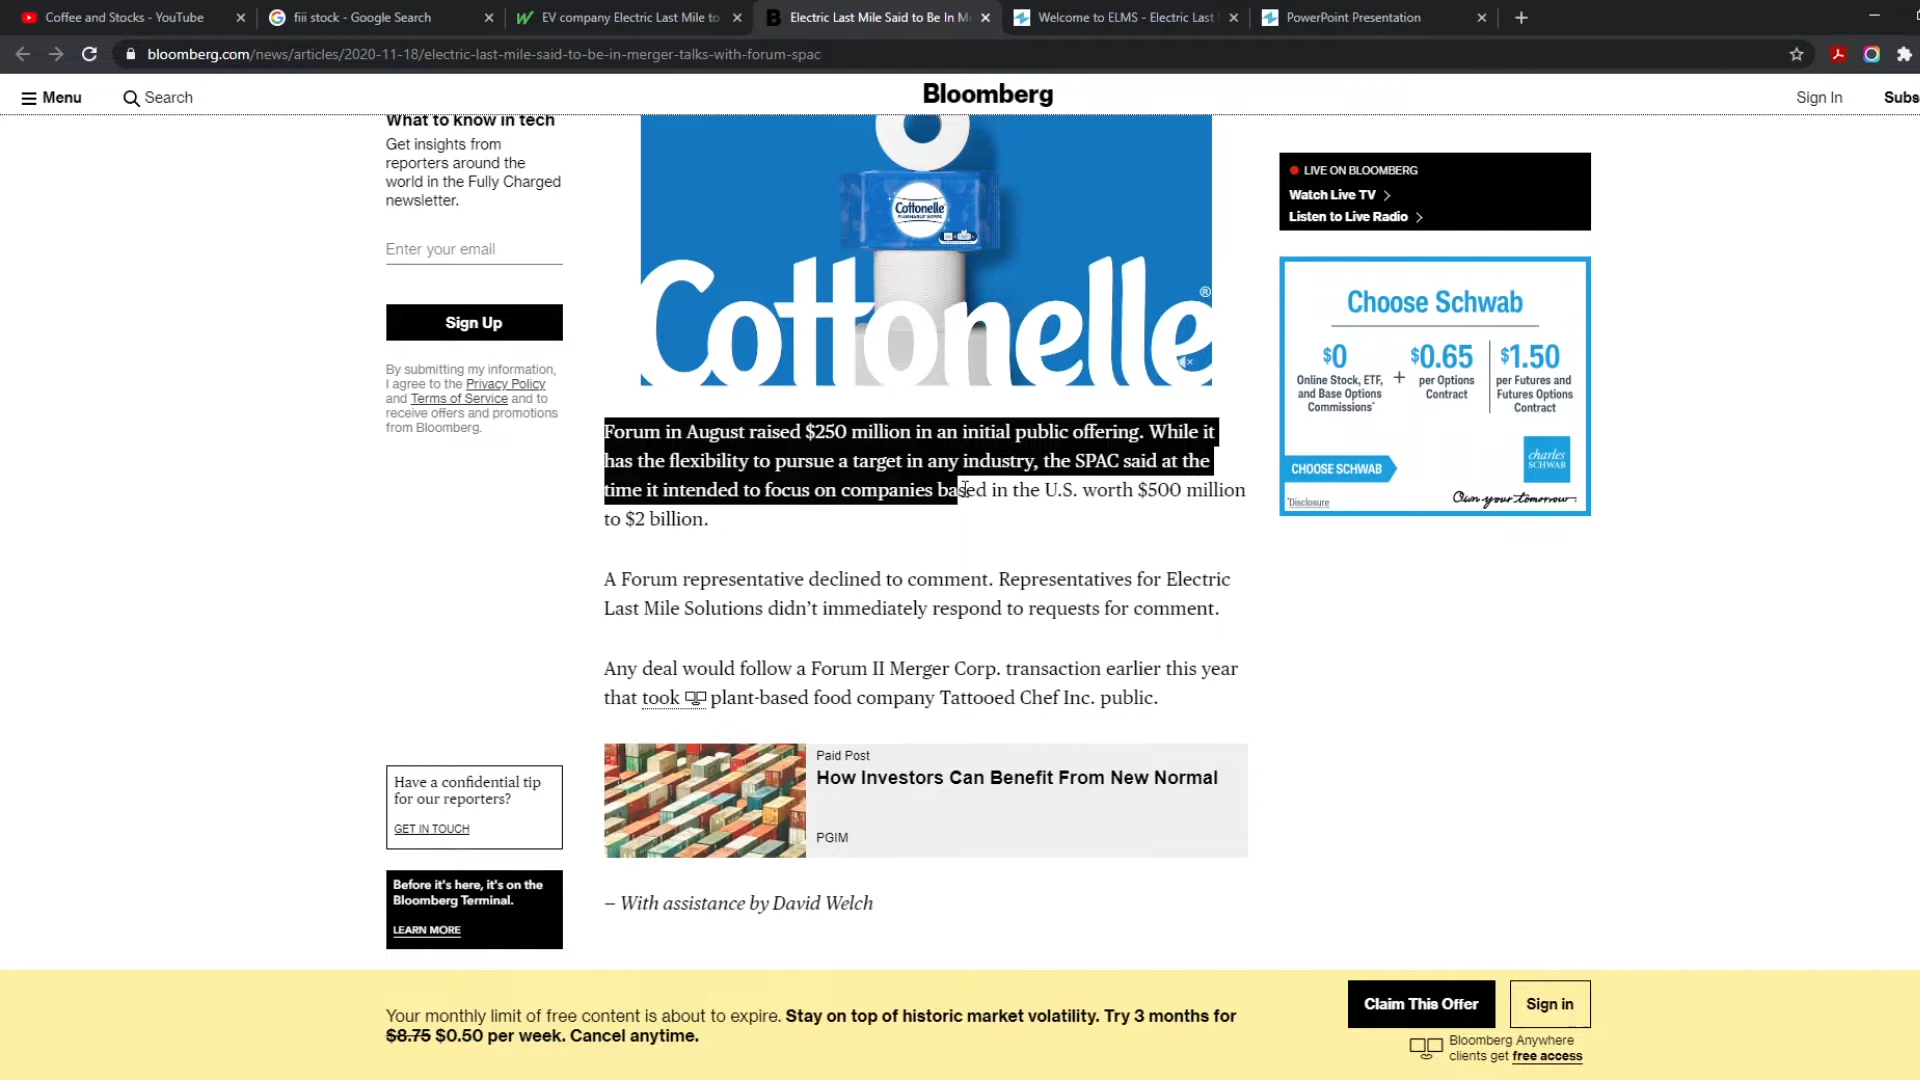 Coffee and Stocks - YouTube
fiii stock - Google Search
EV company Electric Last Mile to
Electric Last Mile Said to Be In M
Welcome to ELMS - Electric Last
PowerPoint Presentation
bloomberg.com/news/articles/2020-11-18/electric-last-mile-said-to-be-in-merger-talks-with-forum-spac
Menu
Search
Bloomberg
Sign In
Subs
What to know in tech
Get insights from
reporters around the
world in the Fully Charged
newsletter.
Enter your email
Sign Up
By submitting my information,
I agree to the Privacy Policy
and Terms of Service and to
receive offers and promotions
from Bloomberg.
Cottonelle
FLUSHABLE WIPES
Cottonelle®
LIVE ON BLOOMBERG
Watch Live TV
Listen to Live Radio
Choose Schwab
$0
Online Stock, ETF,
and Base Options
Commissions*
+
$0.65
per Options
Contract
$1.50
per Futures and
Futures Options
Contract
CHOOSE SCHWAB
charles
SCHWAB
*Disclosure
Own your tomorrow.
Forum in August raised $250 million in an initial public offering. While it
has the flexibility to pursue a target in any industry, the SPAC said at the
time it intended to focus on companies based in the U.S. worth $500 million
to $2 billion.
A Forum representative declined to comment. Representatives for Electric
Last Mile Solutions didn’t immediately respond to requests for comment.
Any deal would follow a Forum II Merger Corp. transaction earlier this year
that took plant-based food company Tattooed Chef Inc. public.
Paid Post
How Investors Can Benefit From New Normal
PGIM
Have a confidential tip
for our reporters?
GET IN TOUCH
Before it's here, it's on the
Bloomberg Terminal.
LEARN MORE
– With assistance by David Welch
Your monthly limit of free content is about to expire. Stay on top of historic market volatility. Try 3 months for
$8.75 $0.50 per week. Cancel anytime.
Claim This Offer
Sign in
Bloomberg Anywhere
clients get free access